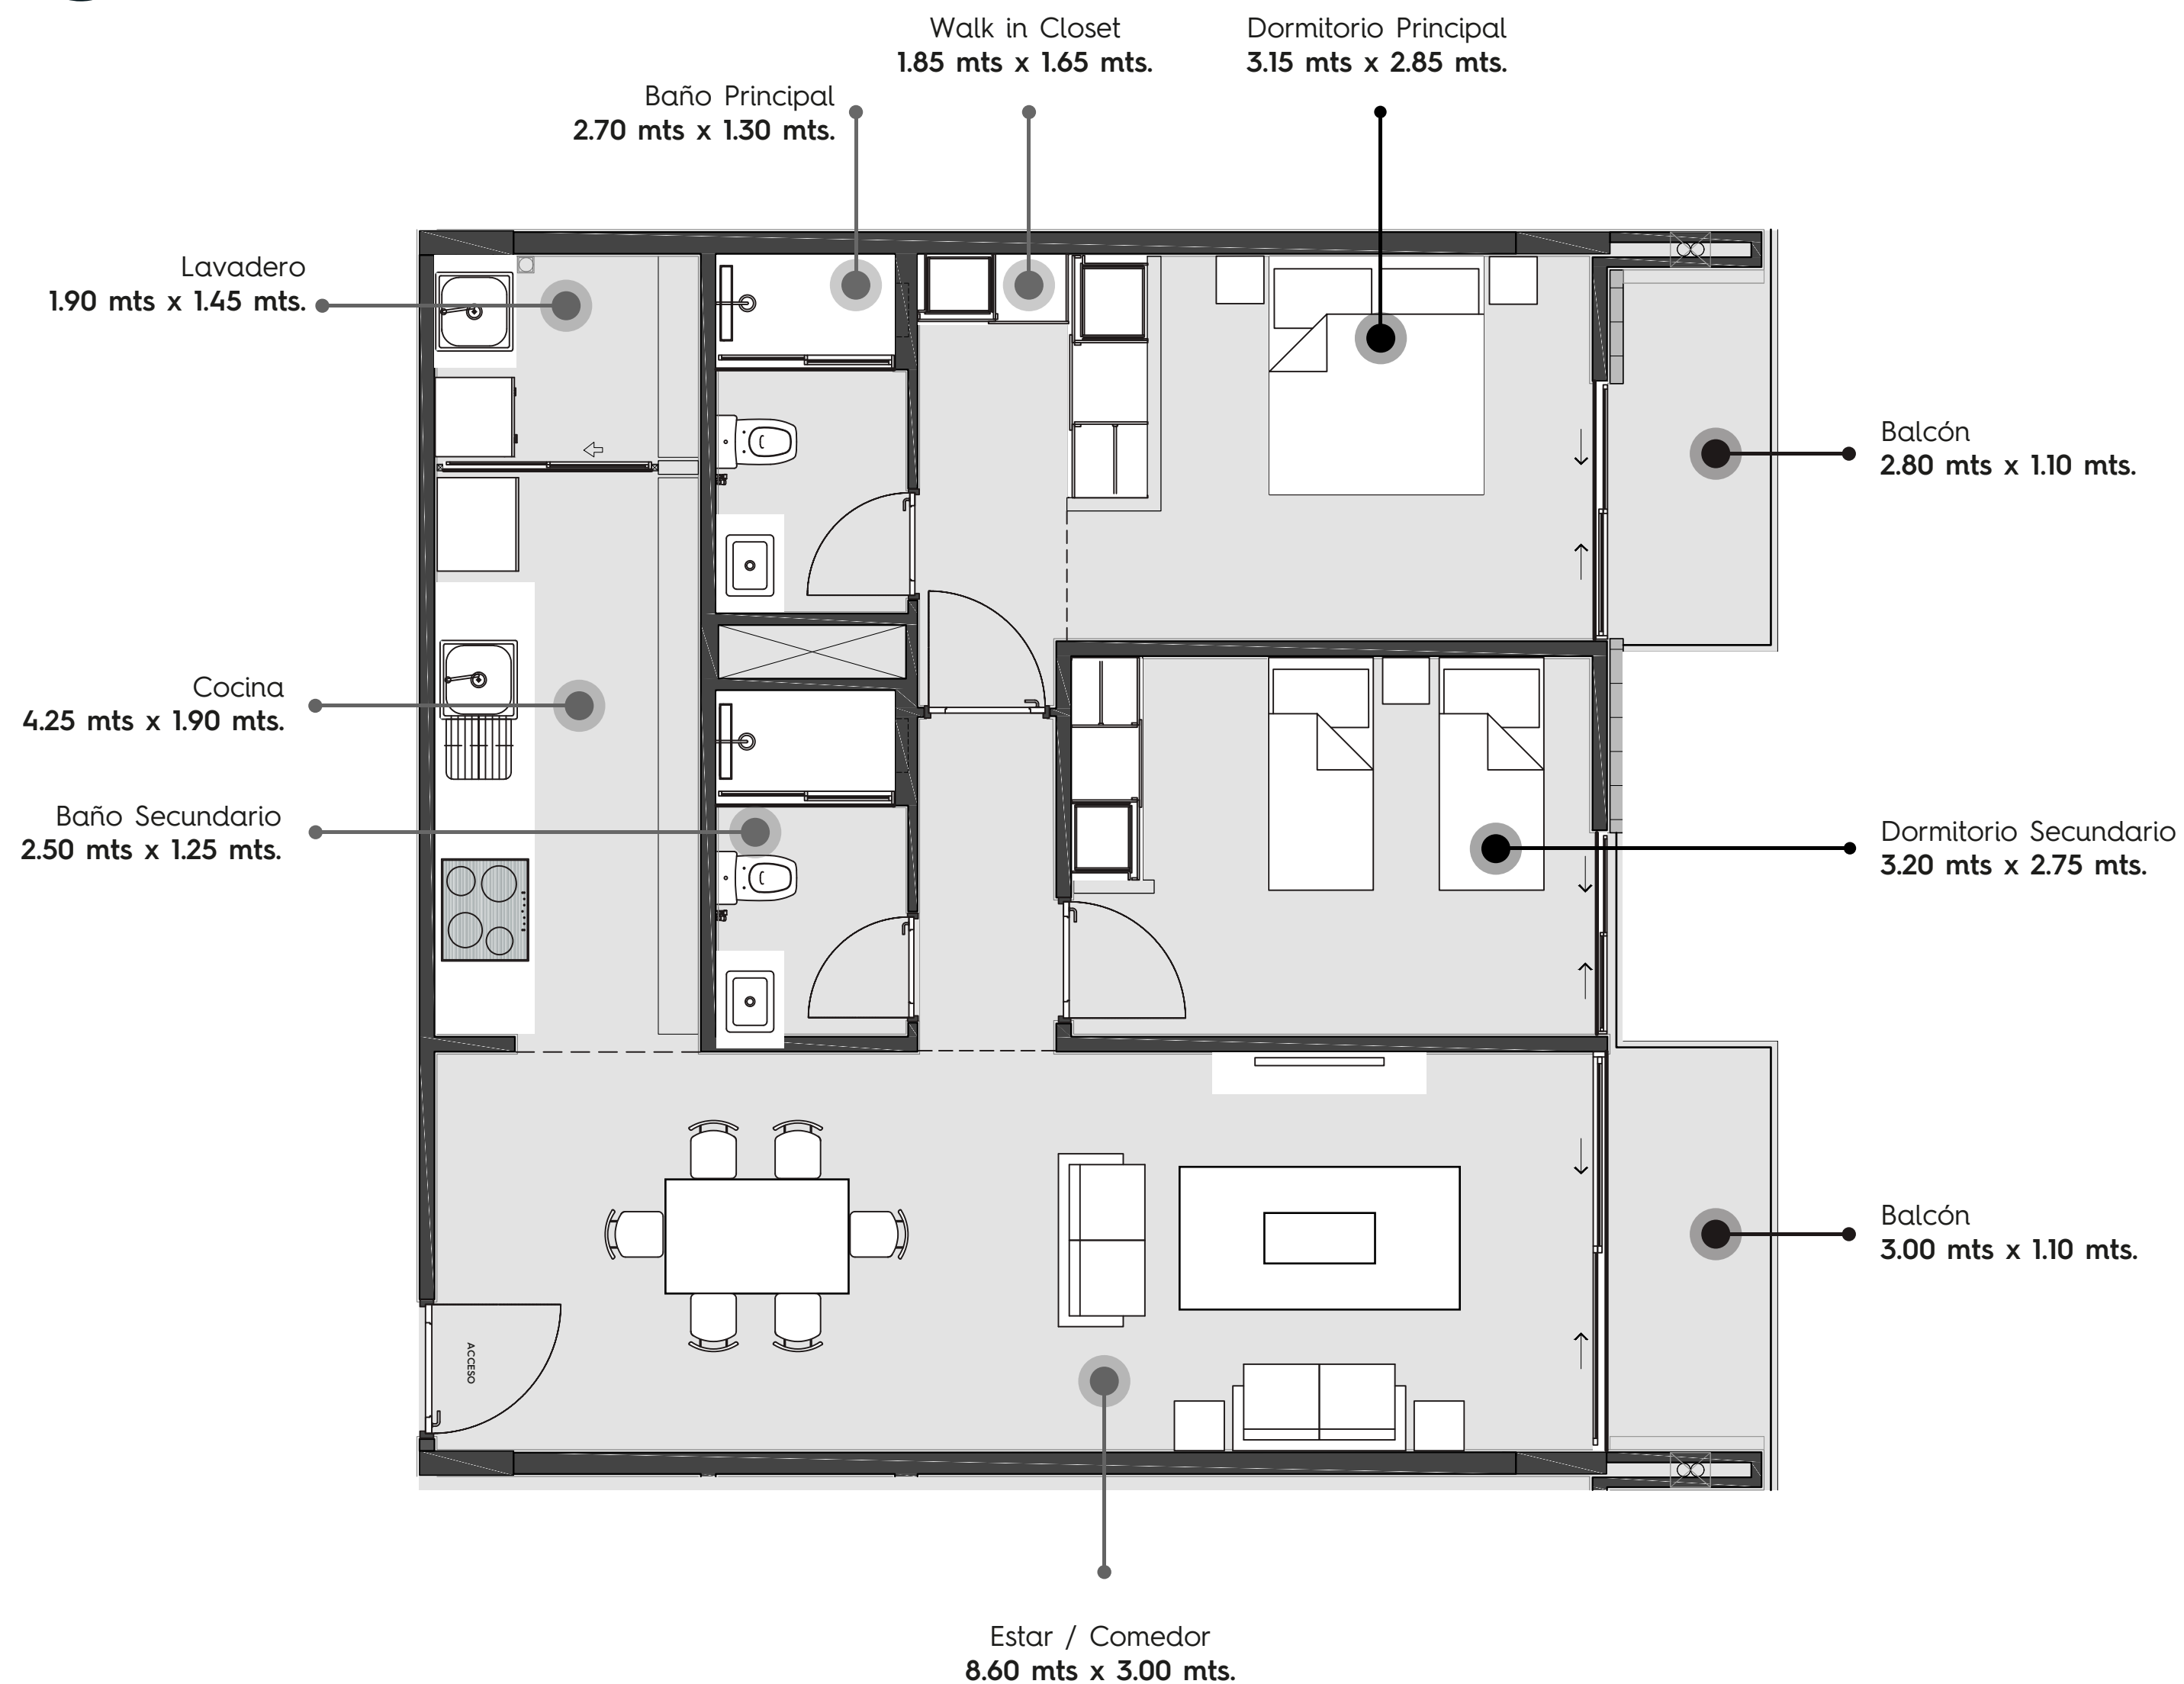 Walk in Closet
1.85 mts x 1.65 mts.
Dormitorio Principal
3.15 mts x 2.85 mts.
Baño Principal
2.70 mts x 1.30 mts.
Lavadero
1.90 mts x 1.45 mts.
Balcón
2.80 mts x 1.10 mts.
Cocina
4.25 mts x 1.90 mts.
Baño Secundario
2.50 mts x 1.25 mts.
Dormitorio Secundario
3.20 mts x 2.75 mts.
Balcón
3.00 mts x 1.10 mts.
ACCESO
Estar / Comedor
8.60 mts x 3.00 mts.